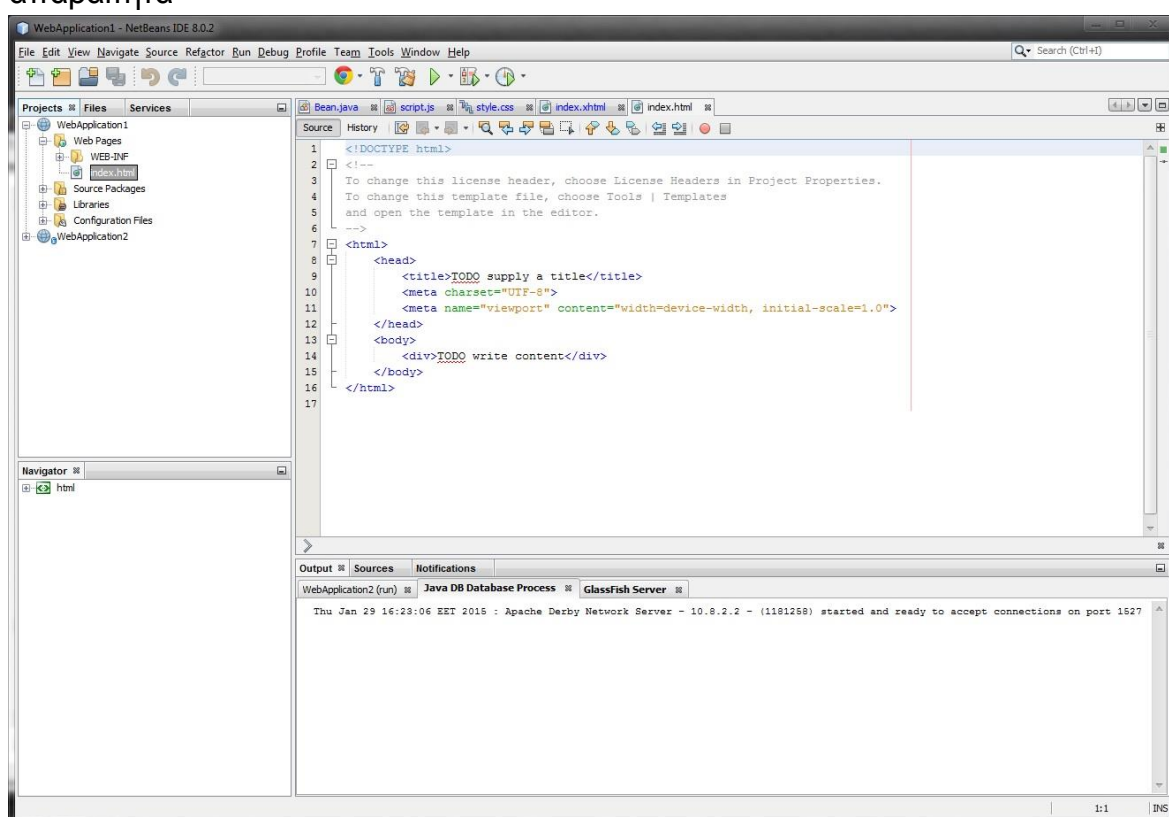 WebApplication1 - NetBeans IDE 8.0.2
File Edit View Navigate Source Refactor Run Debug Profile Team Tools Window Help
Search (Ctrl+I)
Projects Files Services
WebApplication1
Web Pages
WEB-INF
index.html
Source Packages
Libraries
Configuration Files
WebApplication2
Navigator
html
Bean.java script.js style.css index.xhtml index.html
Source History
1 <!DOCTYPE html>
2 <!--
3 To change this license header, choose License Headers in Project Properties.
4 To change this template file, choose Tools | Templates
5 and open the template in the editor.
6 -->
7 <html>
8 <head>
9 <title>TODO supply a title</title>
10 <meta charset="UTF-8">
11 <meta name="viewport" content="width=device-width, initial-scale=1.0">
12 </head>
13 <body>
14 <div>TODO write content</div>
15 </body>
16 </html>
17
Output Sources Notifications
WebApplication2 (run) Java DB Database Process GlassFish Server
Thu Jan 29 16:23:06 EET 2015 : Apache Derby Network Server - 10.8.2.2 - (1181258) started and ready to accept connections on port 1527
1:1 INS